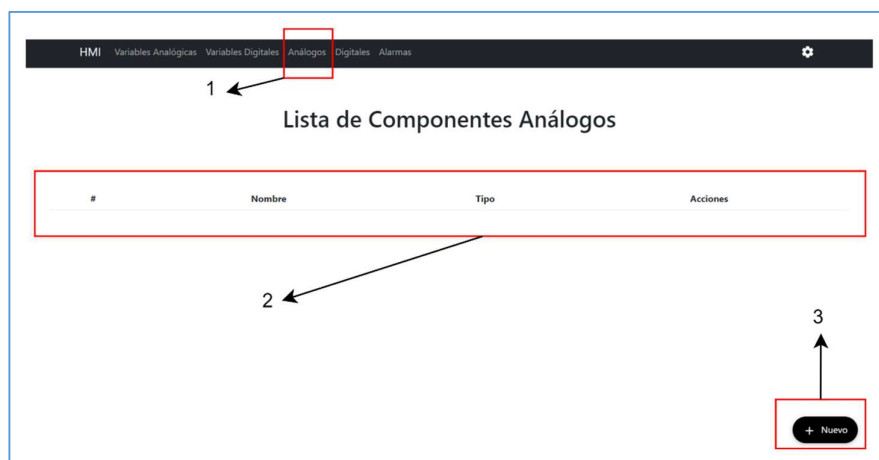 HMI Variables Analógicas Variables Digitales Análogos Digitales Alarmas
1
Lista de Componentes Análogos
# Nombre Tipo Acciones
2
3
+ Nuevo